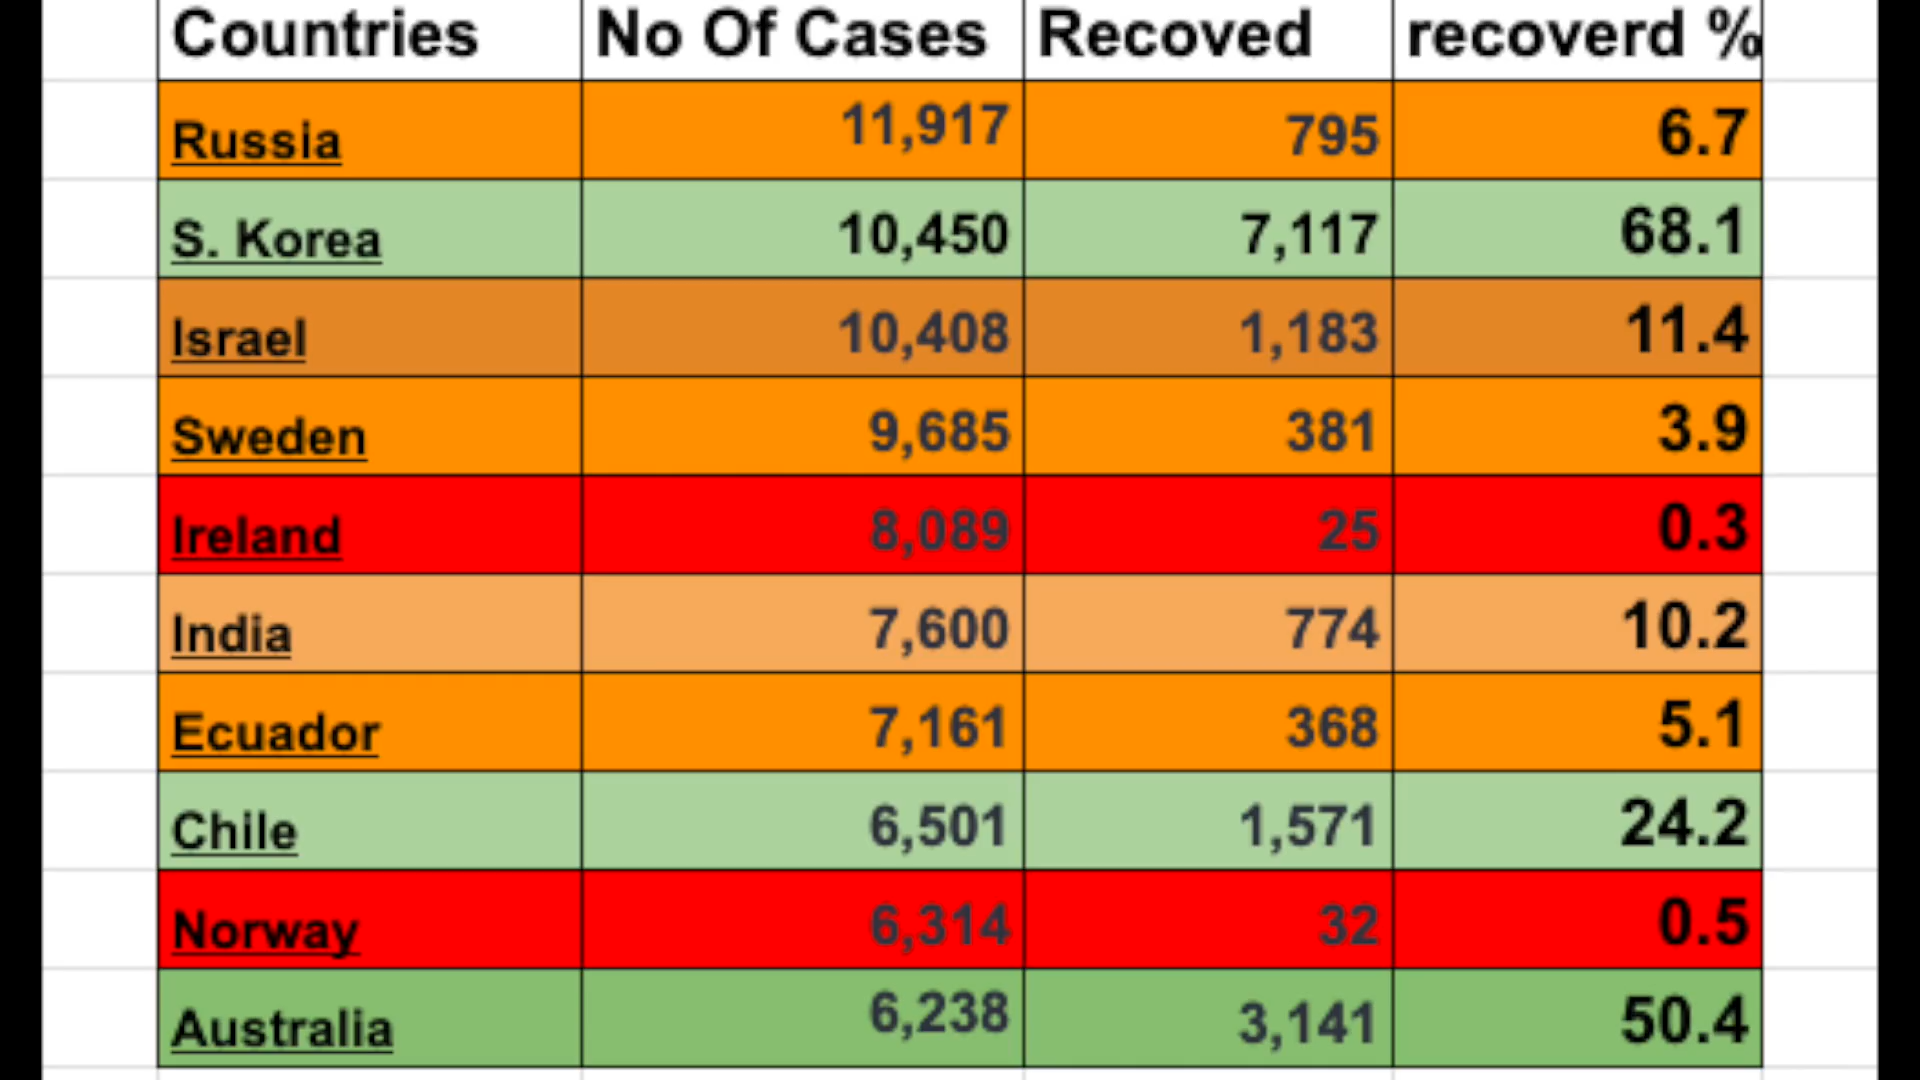 Countries No Of Cases Recoved recoverd %
Russia 11,917 795 6.7
S. Korea 10,450 7,117 68.1
Israel 10,408 1,183 11.4
Sweden 9,685 381 3.9
Ireland 8,089 25 0.3
India 7,600 774 10.2
Ecuador 7,161 368 5.1
Chile 6,501 1,571 24.2
Norway 6,314 32 0.5
Australia 6,238 3,141 50.4